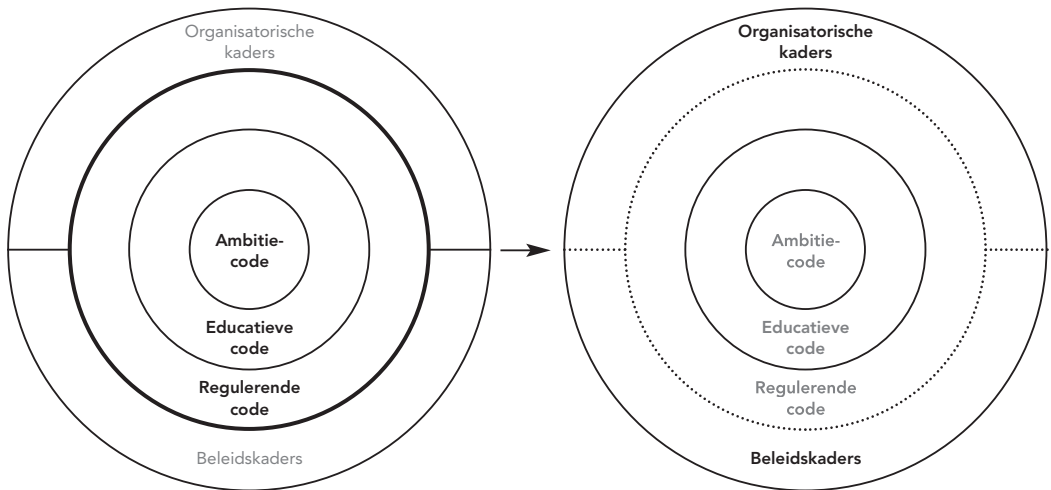 Organisatorische
kaders
Ambitie-
code
Educatieve
code
Regulerende
code
Beleidskaders
Organisatorische
kaders
Ambitie-
code
Educatieve
code
Regulerende
code
Beleidskaders